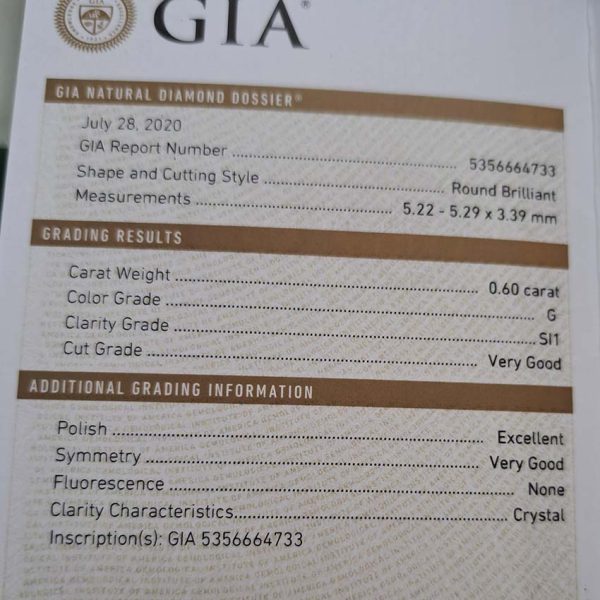 GIA®
GIA NATURAL DIAMOND DOSSIER®
July 28, 2020
GIA Report Number ........ 5356664733
Shape and Cutting Style ........ Round Brilliant
Measurements ........ 5.22 - 5.29 x 3.39 mm
GRADING RESULTS
Carat Weight ........ 0.60 carat
Color Grade ........ G
Clarity Grade ........ SI1
Cut Grade ........ Very Good
ADDITIONAL GRADING INFORMATION
Polish ........ Excellent
Symmetry ........ Very Good
Fluorescence ........ None
Clarity Characteristics ........ Crystal
Inscription(s): GIA 5356664733